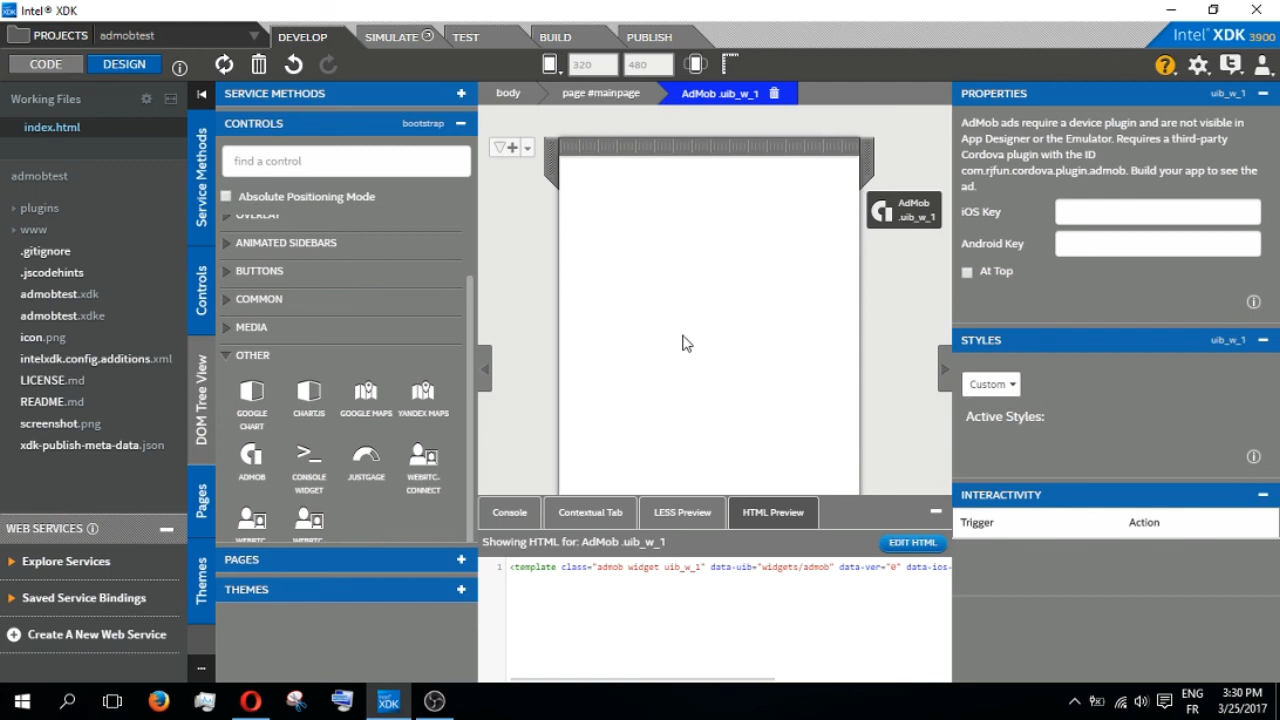 Intel® XDK
PROJECTS
admobtest
DEVELOP
SIMULATE
TEST
BUILD
PUBLISH
Intel® XDK 3900
CODE
DESIGN
320
480
Working Files
index.html
admobtest
plugins
www
.gitignore
.jscodehints
admobtest.xdk
admobtest.xdke
icon.png
intelxdk.config.additions.xml
LICENSE.md
README.md
screenshot.png
xdk-publish-meta-data.json
WEB SERVICES
Explore Services
Saved Service Bindings
Create A New Web Service
Service Methods
Controls
DOM Tree View
Pages
Themes
...
SERVICE METHODS
CONTROLS
bootstrap
find a control
Absolute Positioning Mode
OVERLAY
ANIMATED SIDEBARS
BUTTONS
COMMON
MEDIA
OTHER
GOOGLE CHART
CHARTJS
GOOGLE MAPS
YANDEX MAPS
ADMOB
CONSOLE WIDGET
JUSTGAGE
WEBRTC-CONNECT
WEBRTC
WEBRTC
PAGES
THEMES
body
page #mainpage
AdMob .uib_w_1
AdMob
.uib_w_1
Console
Contextual Tab
LESS Preview
HTML Preview
Showing HTML for: AdMob .uib_w_1
EDIT HTML
1 <template class="admob widget uib_w_1" data-uib="widgets/admob" data-ver="0" data-ios-
PROPERTIES
uib_w_1
AdMob ads require a device plugin and are not visible in
App Designer or the Emulator. Requires a third-party
Cordova plugin with the ID
com.rjfun.cordova.plugin.admob. Build your app to see the
ad.
iOS Key
Android Key
At Top
STYLES
uib_w_1
Custom
Active Styles:
INTERACTIVITY
Trigger
Action
ENG
FR
3:30 PM
3/25/2017